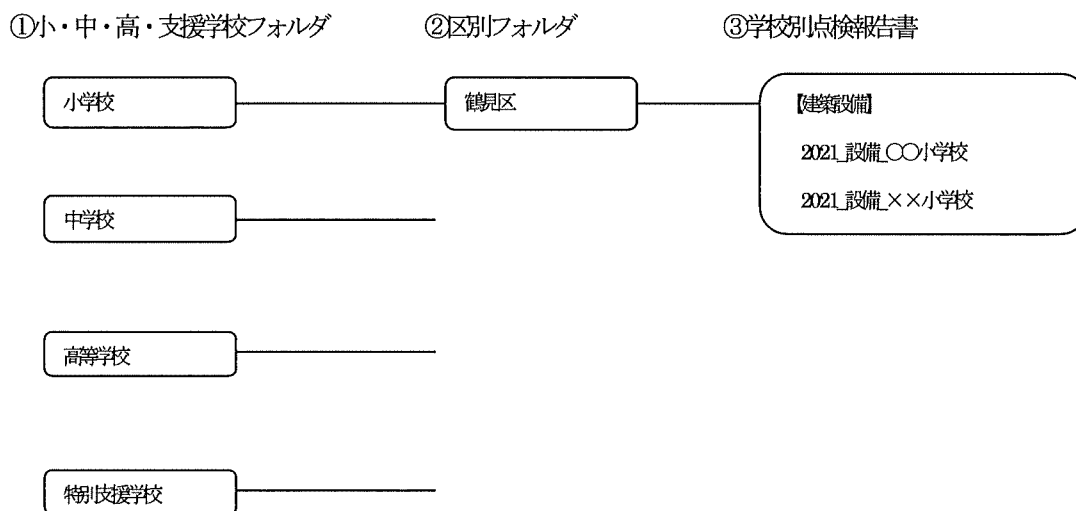 ①小・中・高・支援学校フォルダ ②区別フォルダ ③学校別点検報告書
小学校 鶴見区 【建築設備】
2021_設備_○○小学校
2021_設備_××小学校
中学校
高等学校
特別支援学校